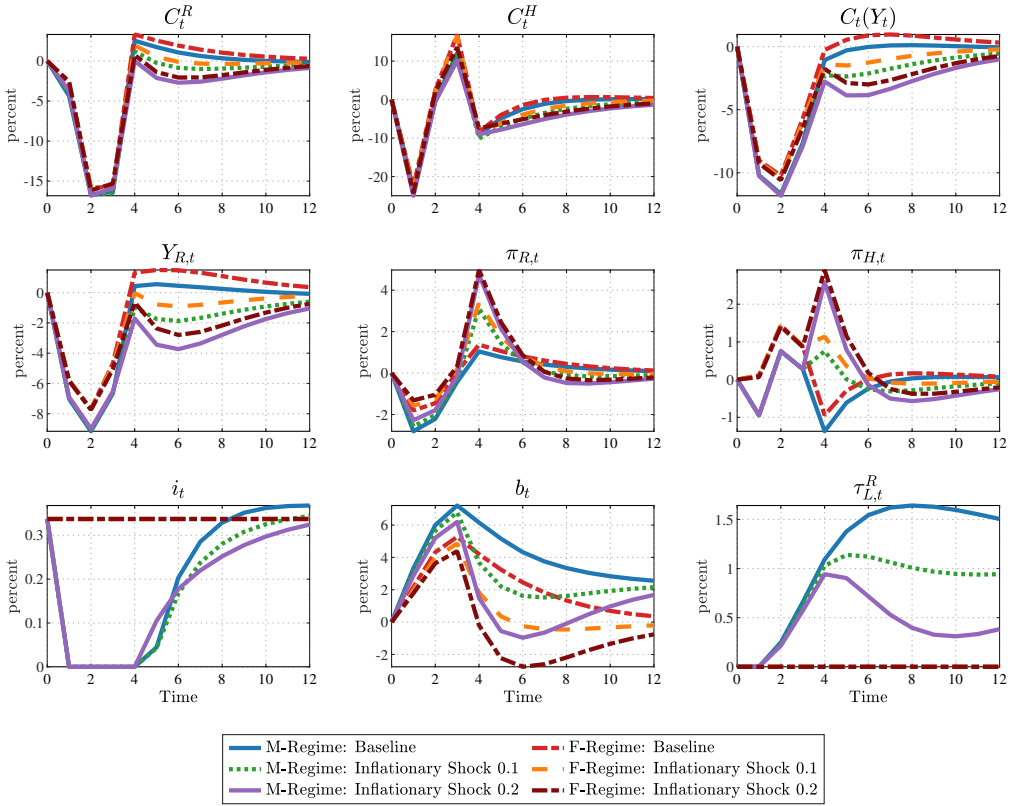 $C_t^R$ $C_t^H$ $C_t(Y_t)$
percent
0
-5
-10
-15
0 2 4 6 8 10 12
10
0
-10
-20
0 2 4 6 8 10 12
percent
0
-5
-10
0 2 4 6 8 10 12
$Y_{R,t}$ $\pi_{R,t}$ $\pi_{H,t}$
percent
0
-2
-4
-6
-8
0 2 4 6 8 10 12
4
2
0
-2
0 2 4 6 8 10 12
percent
2
1
0
-1
0 2 4 6 8 10 12
$i_t$ $b_t$ $\tau_{L,t}^R$
percent
0.3
0.2
0.1
0
0 2 4 6 8 10 12
Time
6
4
2
0
-2
0 2 4 6 8 10 12
Time
percent
1.5
1
0.5
0
0 2 4 6 8 10 12
M-Regime: Baseline F-Regime: Baseline
M-Regime: Inflationary Shock 0.1 F-Regime: Inflationary Shock 0.1
M-Regime: Inflationary Shock 0.2 F-Regime: Inflationary Shock 0.2